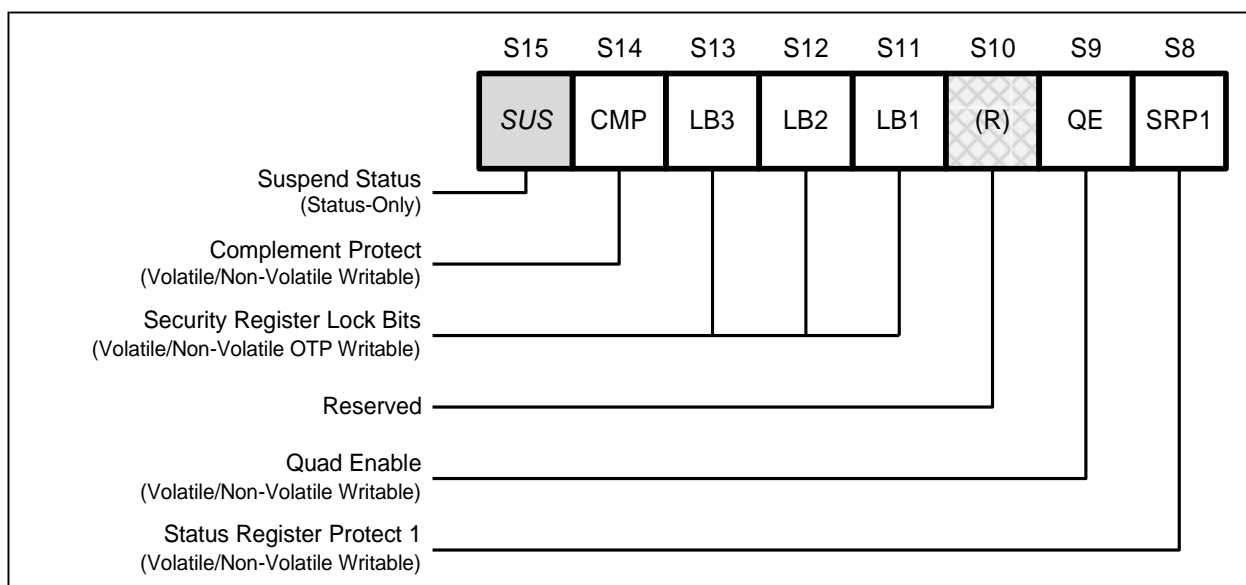 S15 S14 S13 S12 S11 S10 S9 S8
SUS CMP LB3 LB2 LB1 (R) QE SRP1
Suspend Status
(Status-Only)
Complement Protect
(Volatile/Non-Volatile Writable)
Security Register Lock Bits
(Volatile/Non-Volatile OTP Writable)
Reserved
Quad Enable
(Volatile/Non-Volatile Writable)
Status Register Protect 1
(Volatile/Non-Volatile Writable)